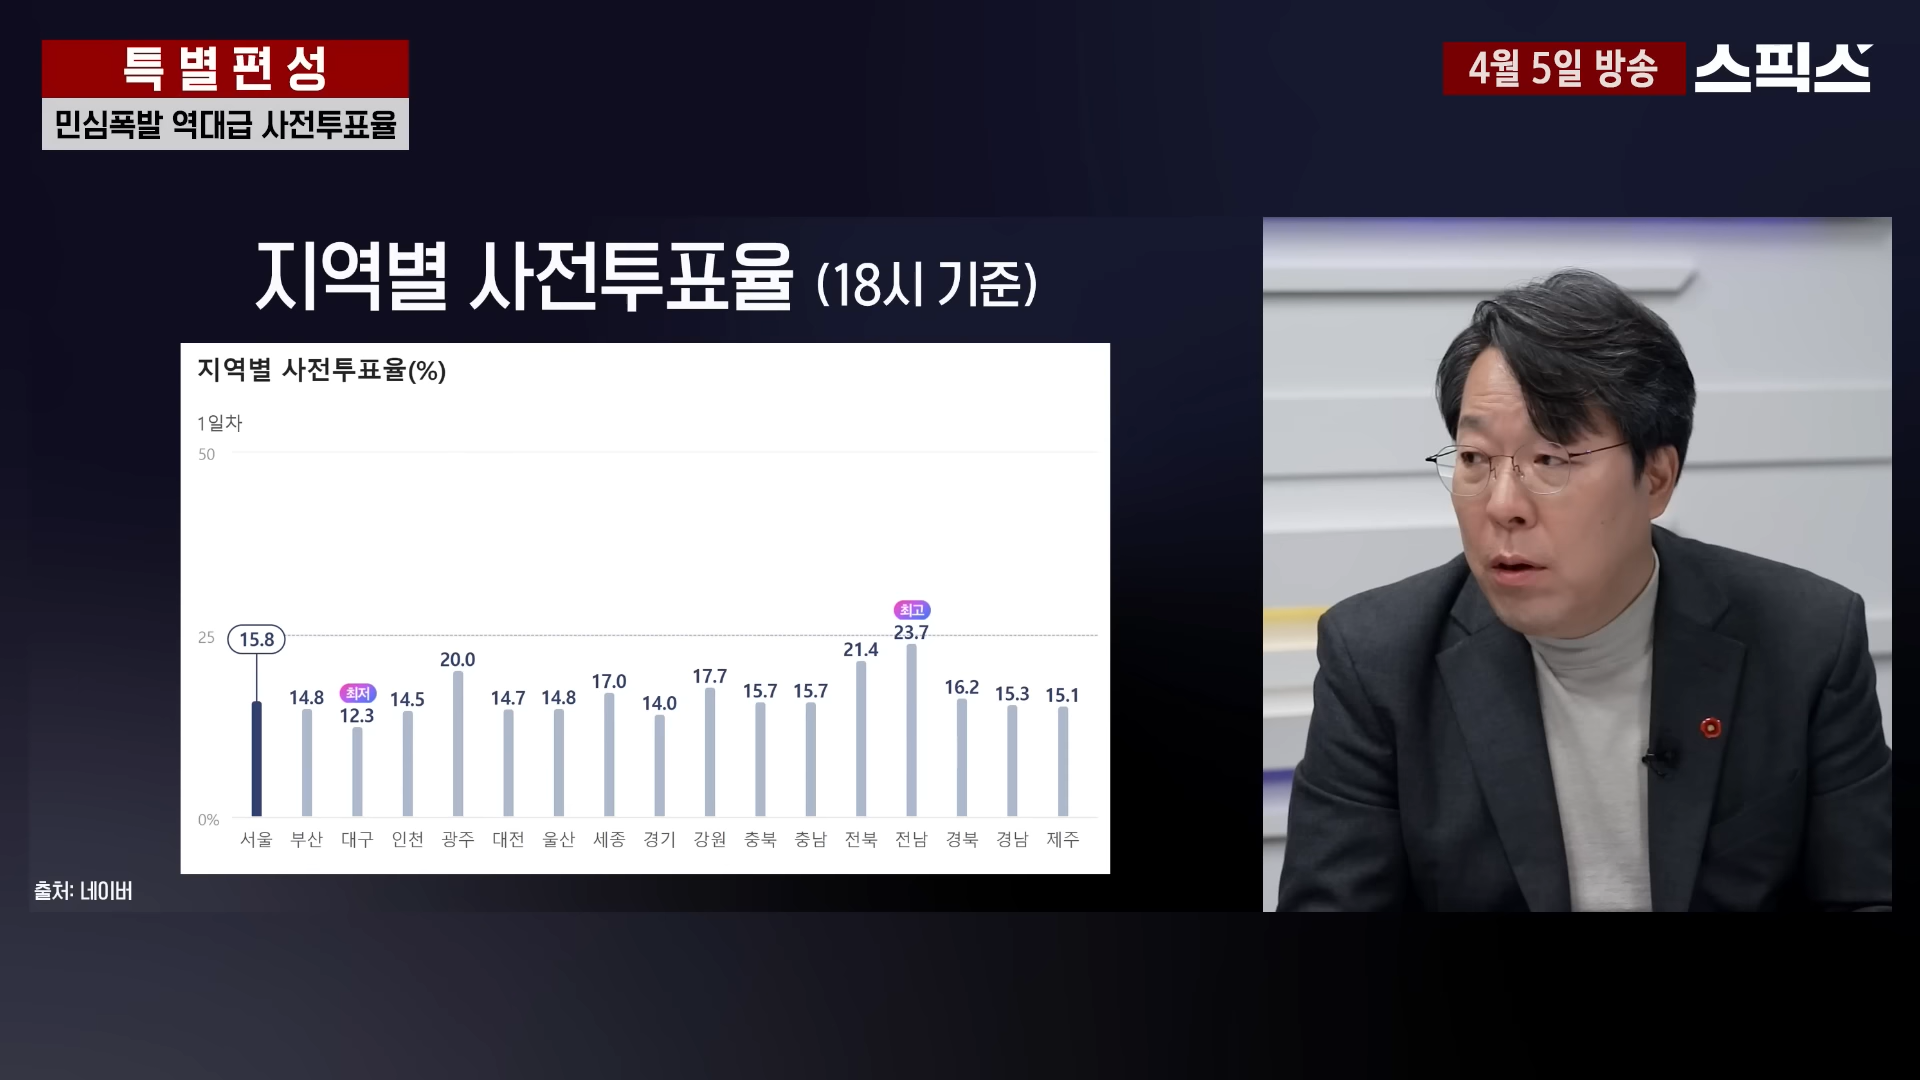 특별편성
민심폭발 역대급 사전투표율
4월 5일 방송 스픽스
지역별 사전투표율 (18시 기준)
지역별 사전투표율(%)
1일차
50
25
0%
15.8
14.8
최저
12.3
14.5
20.0
14.7
14.8
17.0
14.0
17.7
15.7
15.7
21.4
최고
23.7
16.2
15.3
15.1
서울 부산 대구 인천 광주 대전 울산 세종 경기 강원 충북 충남 전북 전남 경북 경남 제주
출처: 네이버